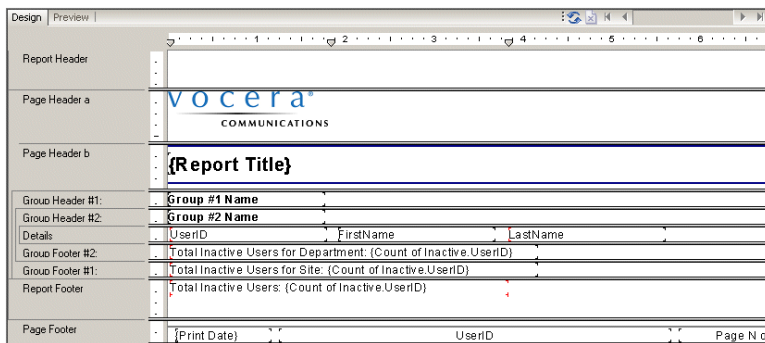 Design Preview
1 2 3 4 5 6
Report Header
Page Header a
vocera®
COMMUNICATIONS
Page Header b
{Report Title}
Group Header #1: Group #1 Name
Group Header #2: Group #2 Name
Details UserID FirstName LastName
Group Footer #2: Total Inactive Users for Department: {Count of Inactive.UserID}
Group Footer #1: Total Inactive Users for Site: {Count of Inactive.UserID}
Report Footer Total Inactive Users: {Count of Inactive.UserID}
Page Footer
{Print Date} UserID Page N o